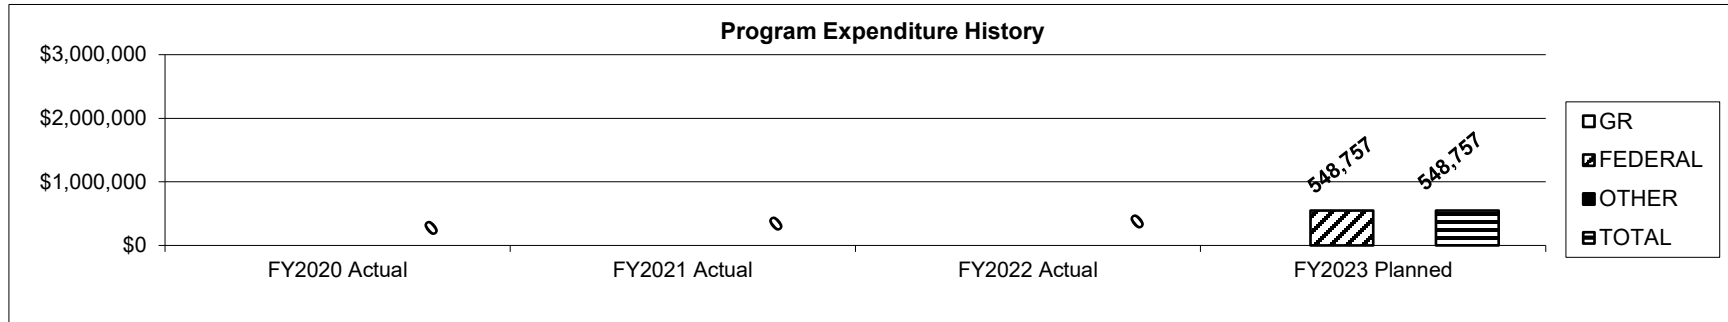 Program Expenditure History
$3,000,000
$2,000,000
$1,000,000
$0
0
0
0
548,757
548,757
FY2020 Actual
FY2021 Actual
FY2022 Actual
FY2023 Planned
GR
FEDERAL
OTHER
TOTAL